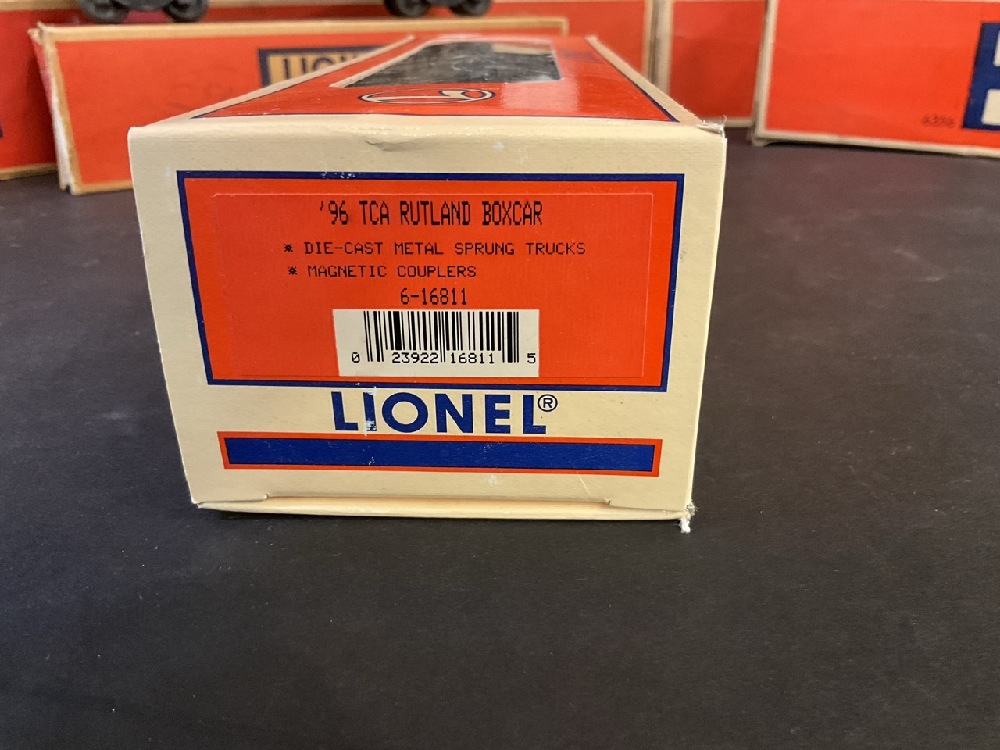 '96 TCA RUTLAND BOXCAR
* DIE-CAST METAL SPRUNG TRUCKS
* MAGNETIC COUPLERS
6-16811
0 23922 16811 5
LIONEL®